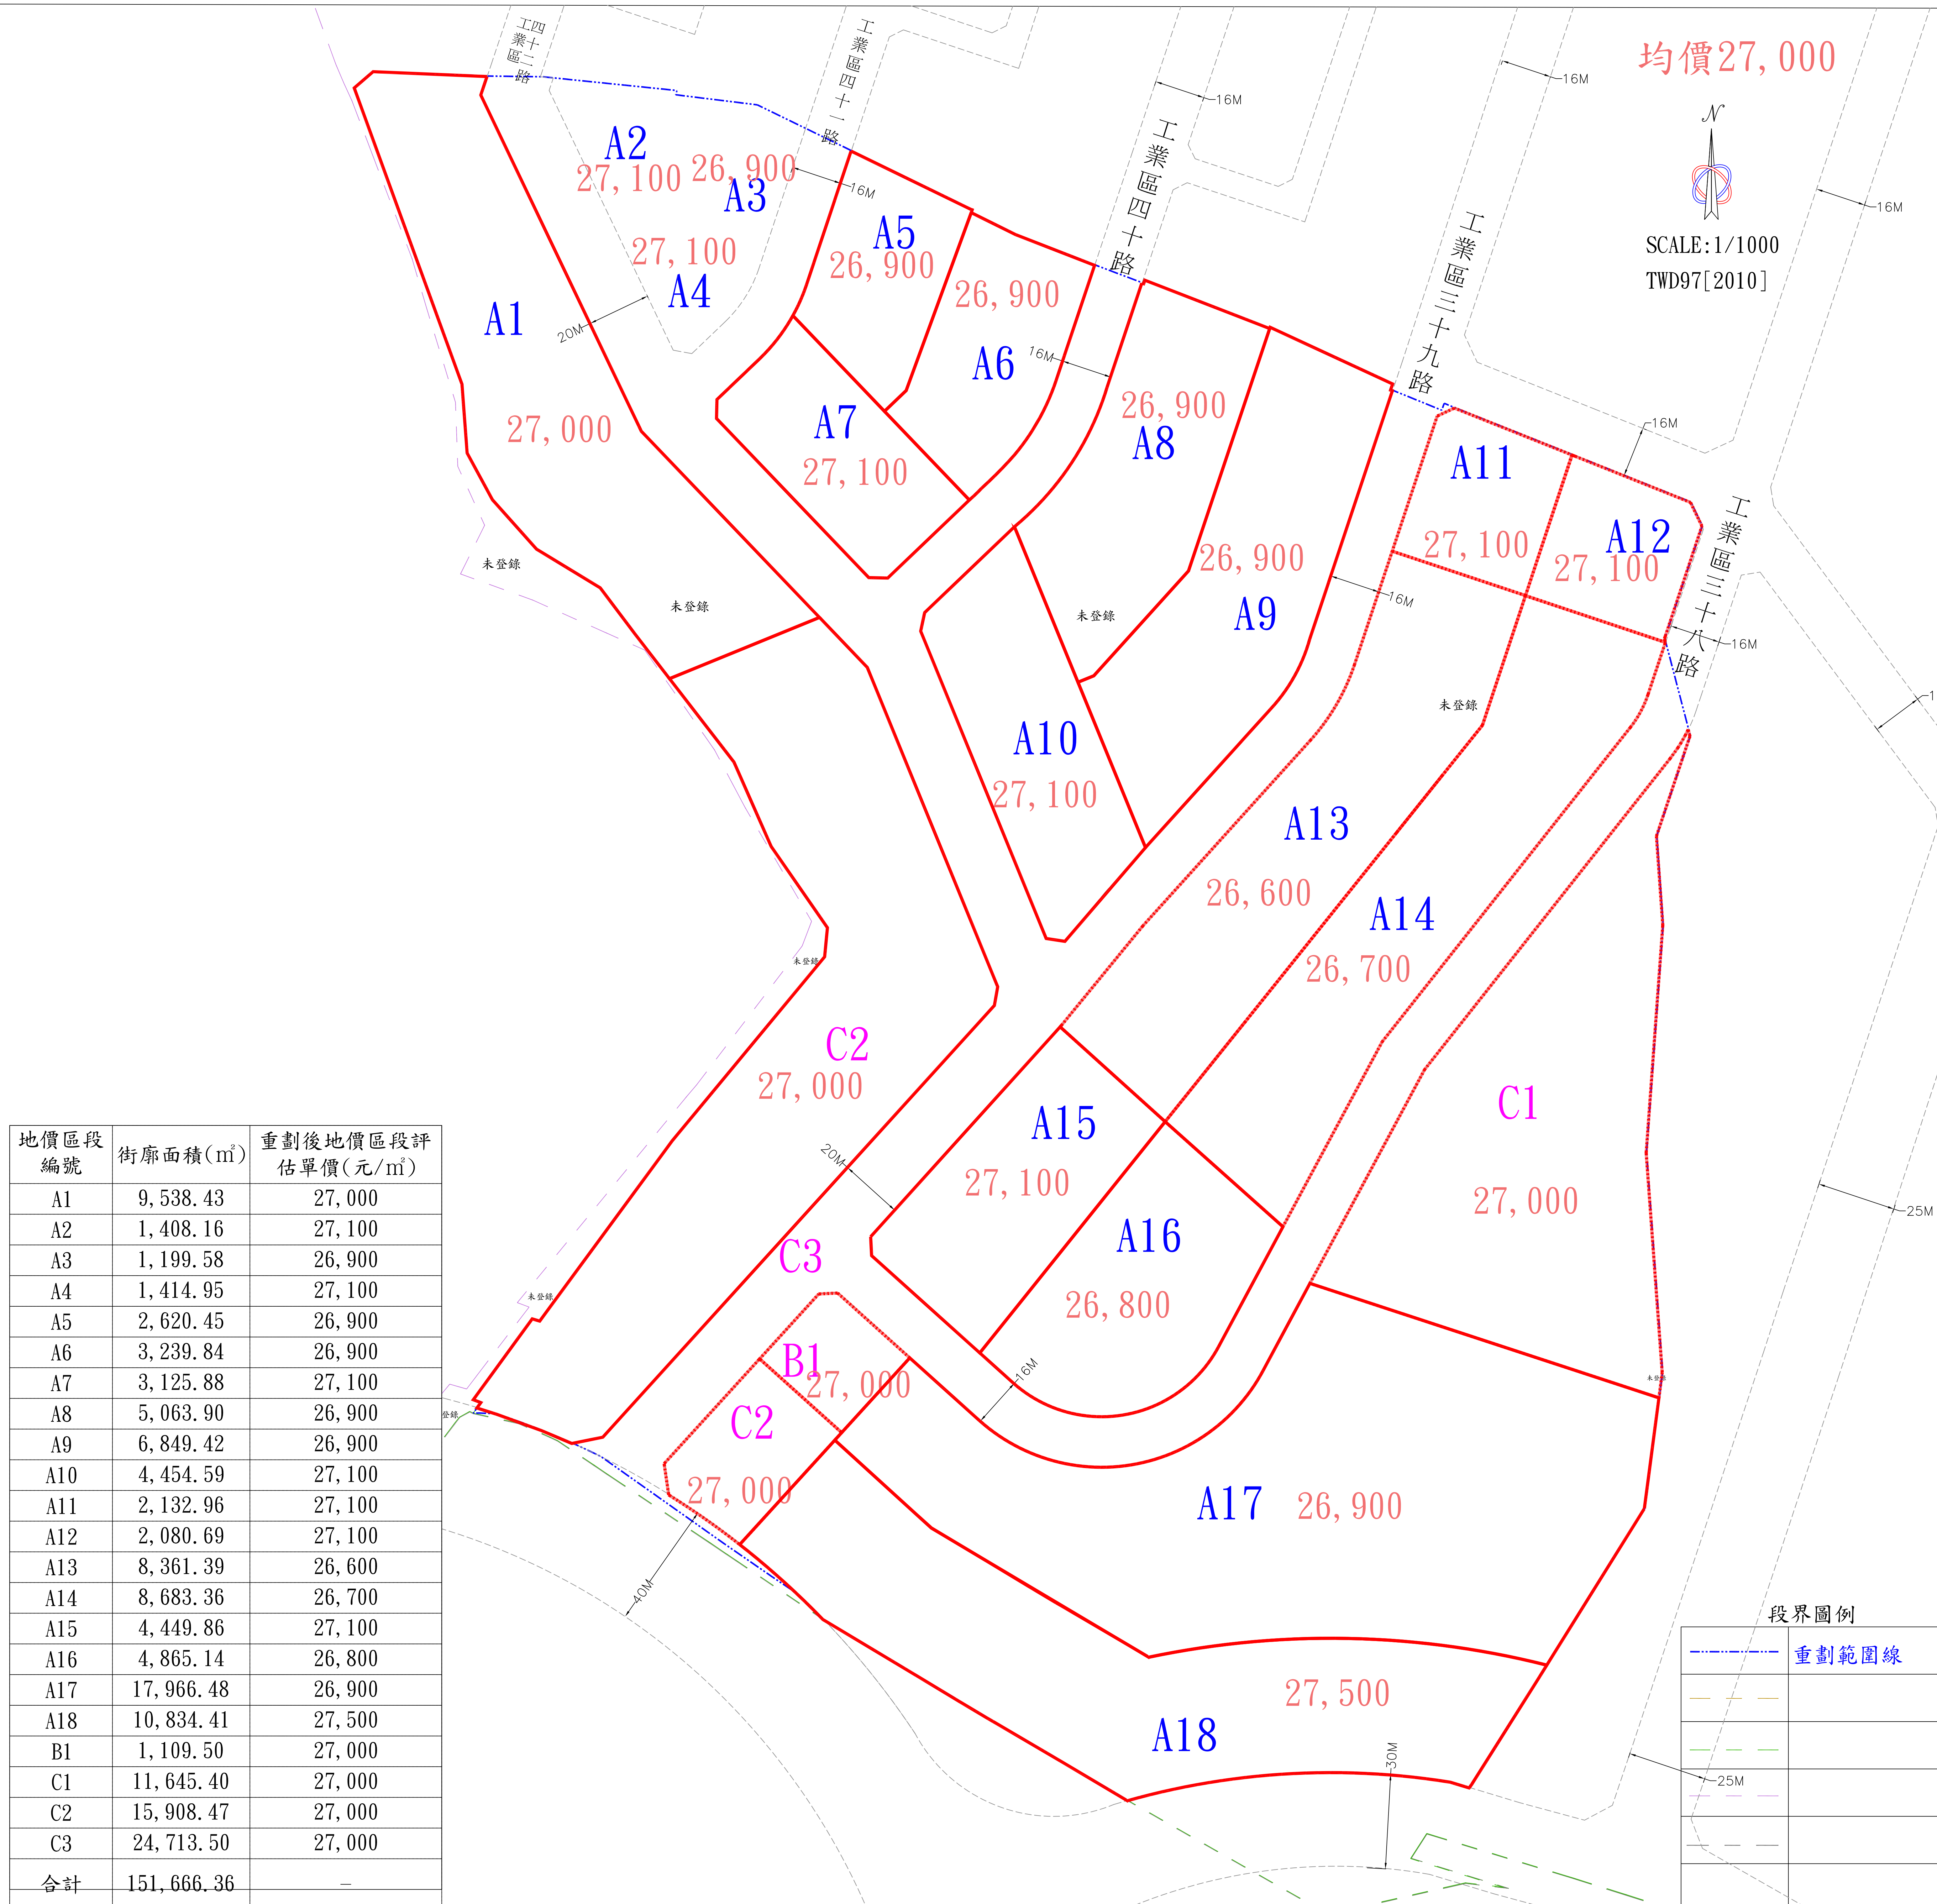 均價27,000
N
SCALE:1/1000
TWD97[2010]
工業區
四十二路
工業區四十一路
工業區四十路
工業區三十九路
工業區三十八路
16M
16M
16M
16M
16M
16M
16M
16M
16M
20M
A1
27,000
A2
27,100
26,900
A3
27,100
A4
A5
26,900
26,900
A6
A7
27,100
26,900
A8
26,900
A9
A10
27,100
A11
27,100
A12
27,100
未登錄
未登錄
未登錄
未登錄
未登錄
未登錄
A13
26,600
A14
26,700
C2
27,000
C1
27,000
A15
27,100
A16
26,800
20M
C3
B1
27,000
C2
27,000
16M
40M
A17 26,900
27,500
A18
30M
25M
25M
地價區段編號 街廓面積(㎡) 重劃後地價區段評估單價(元/㎡)
A1 9,538.43 27,000
A2 1,408.16 27,100
A3 1,199.58 26,900
A4 1,414.95 27,100
A5 2,620.45 26,900
A6 3,239.84 26,900
A7 3,125.88 27,100
A8 5,063.90 26,900
A9 6,849.42 26,900
A10 4,454.59 27,100
A11 2,132.96 27,100
A12 2,080.69 27,100
A13 8,361.39 26,600
A14 8,683.36 26,700
A15 4,449.86 27,100
A16 4,865.14 26,800
A17 17,966.48 26,900
A18 10,834.41 27,500
B1 1,109.50 27,000
C1 11,645.40 27,000
C2 15,908.47 27,000
C3 24,713.50 27,000
合計 151,666.36 –
段界圖例
重劃範圍線